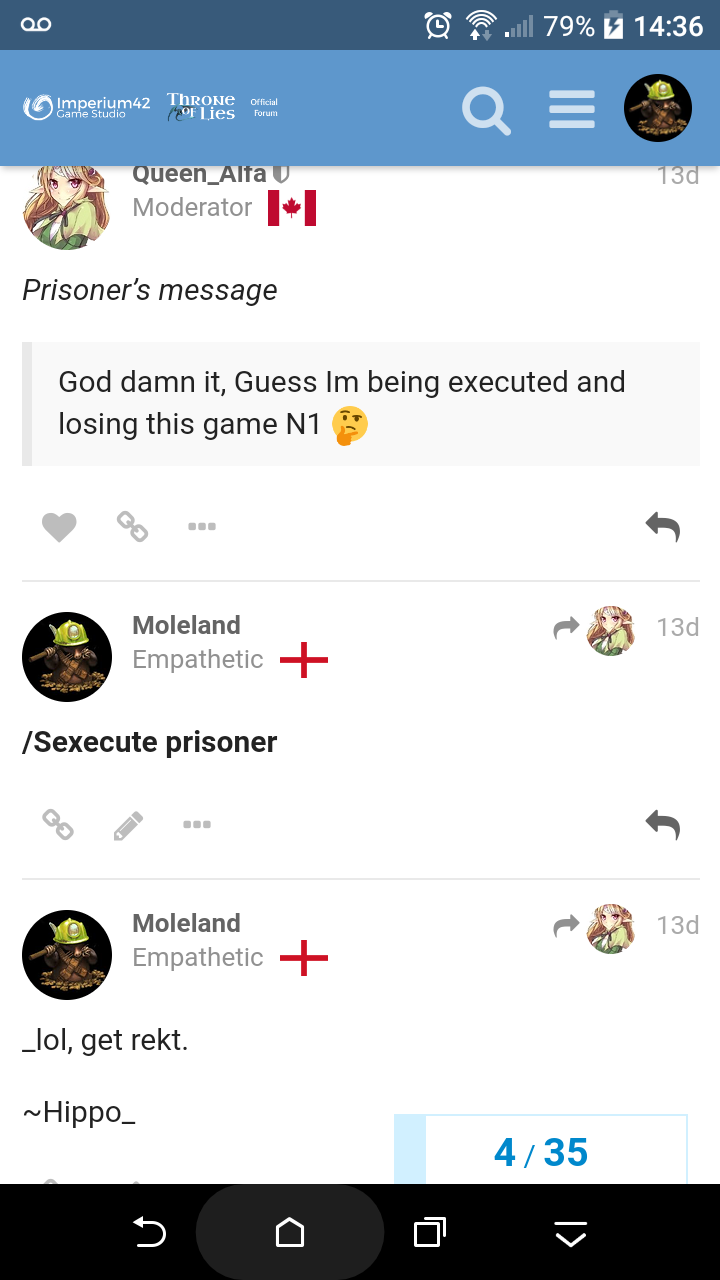 79% 14:36
Imperium42 THRONE Official
Game Studio OF LIES Forum
Queen_Alfa 13d
Moderator
Prisoner’s message
God damn it, Guess Im being executed and
losing this game N1
Moleland 13d
Empathetic
/Sexecute prisoner
Moleland 13d
Empathetic
_lol, get rekt.
~Hippo_
4 / 35